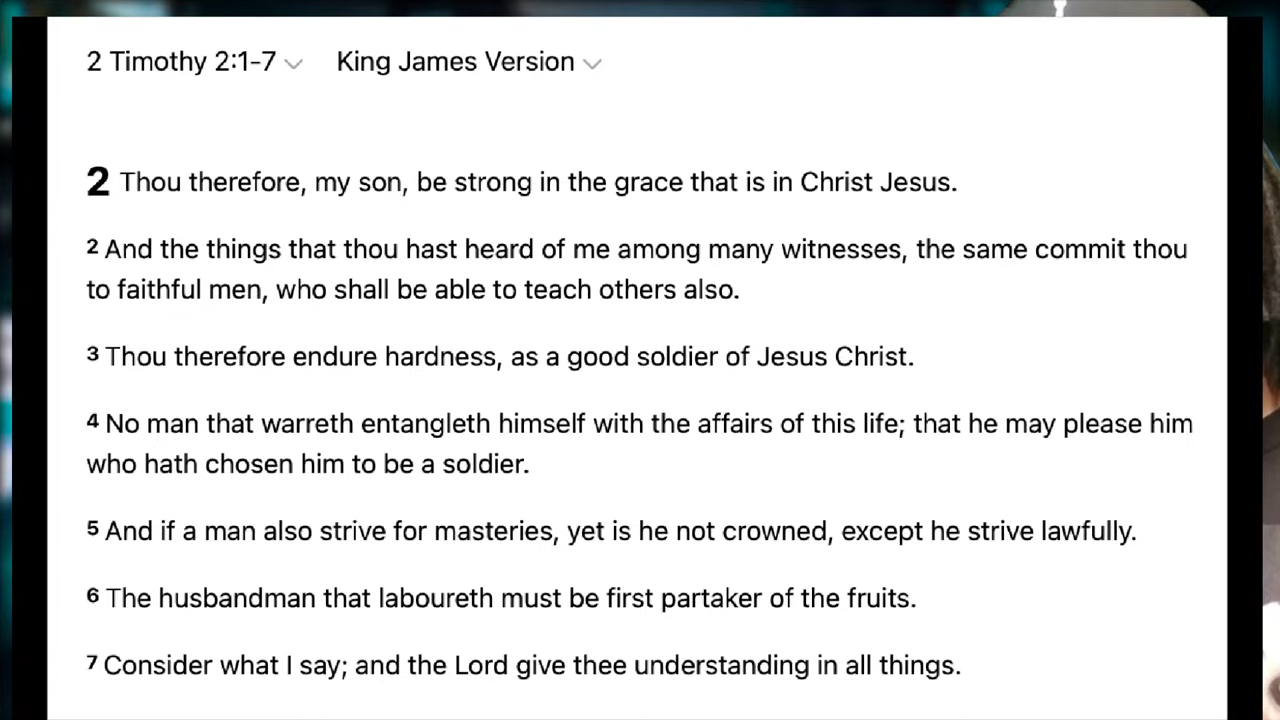 2 Timothy 2:1-7 King James Version
2 Thou therefore, my son, be strong in the grace that is in Christ Jesus.
2 And the things that thou hast heard of me among many witnesses, the same commit thou
to faithful men, who shall be able to teach others also.
3 Thou therefore endure hardness, as a good soldier of Jesus Christ.
4 No man that warreth entangleth himself with the affairs of this life; that he may please him
who hath chosen him to be a soldier.
5 And if a man also strive for masteries, yet is he not crowned, except he strive lawfully.
6 The husbandman that laboureth must be first partaker of the fruits.
7 Consider what I say; and the Lord give thee understanding in all things.